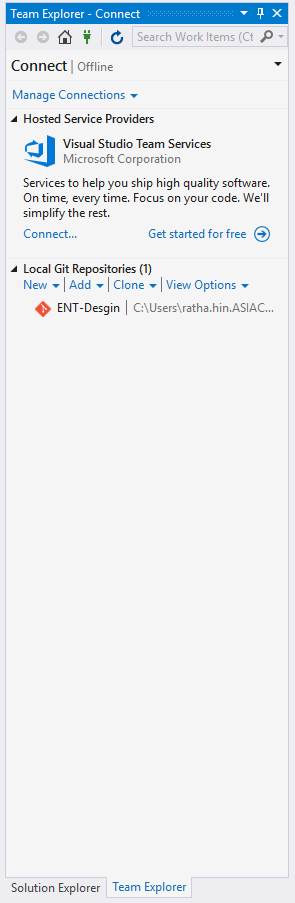 Team Explorer - Connect
Search Work Items (Ct
Connect | Offline
Manage Connections
Hosted Service Providers
Visual Studio Team Services
Microsoft Corporation
Services to help you ship high quality software.
On time, every time. Focus on your code. We'll
simplify the rest.
Connect... Get started for free
Local Git Repositories (1)
New | Add | Clone | View Options
ENT-Desgin | C:\Users\ratha.hin.ASIAC...
Solution Explorer Team Explorer